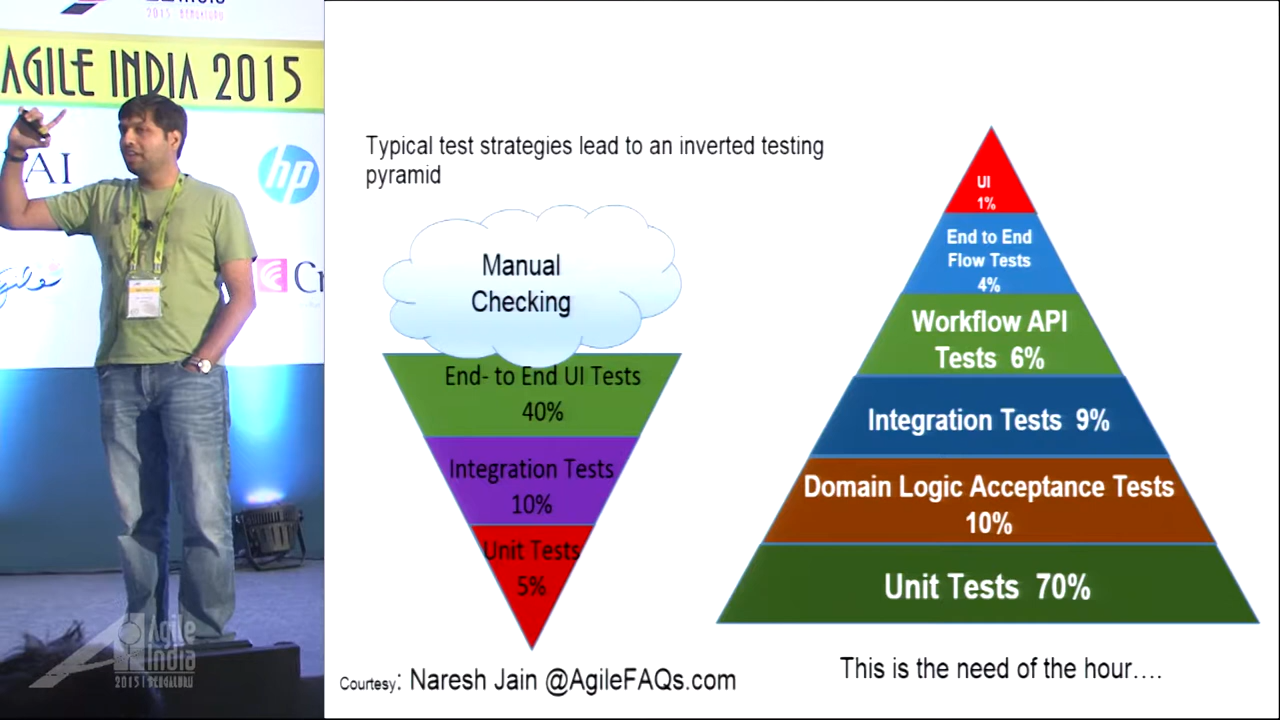 2015 BENGALURU
AGILE INDIA 2015
AI
hp
Typical test strategies lead to an inverted testing
pyramid
Manual
Checking
End- to End UI Tests
40%
Integration Tests
10%
Unit Tests
5%
Courtesy: Naresh Jain @AgileFAQs.com
UI
1%
End to End
Flow Tests
4%
Workflow API
Tests 6%
Integration Tests 9%
Domain Logic Acceptance Tests
10%
Unit Tests 70%
This is the need of the hour....
Agile
India
2015 BENGALURU